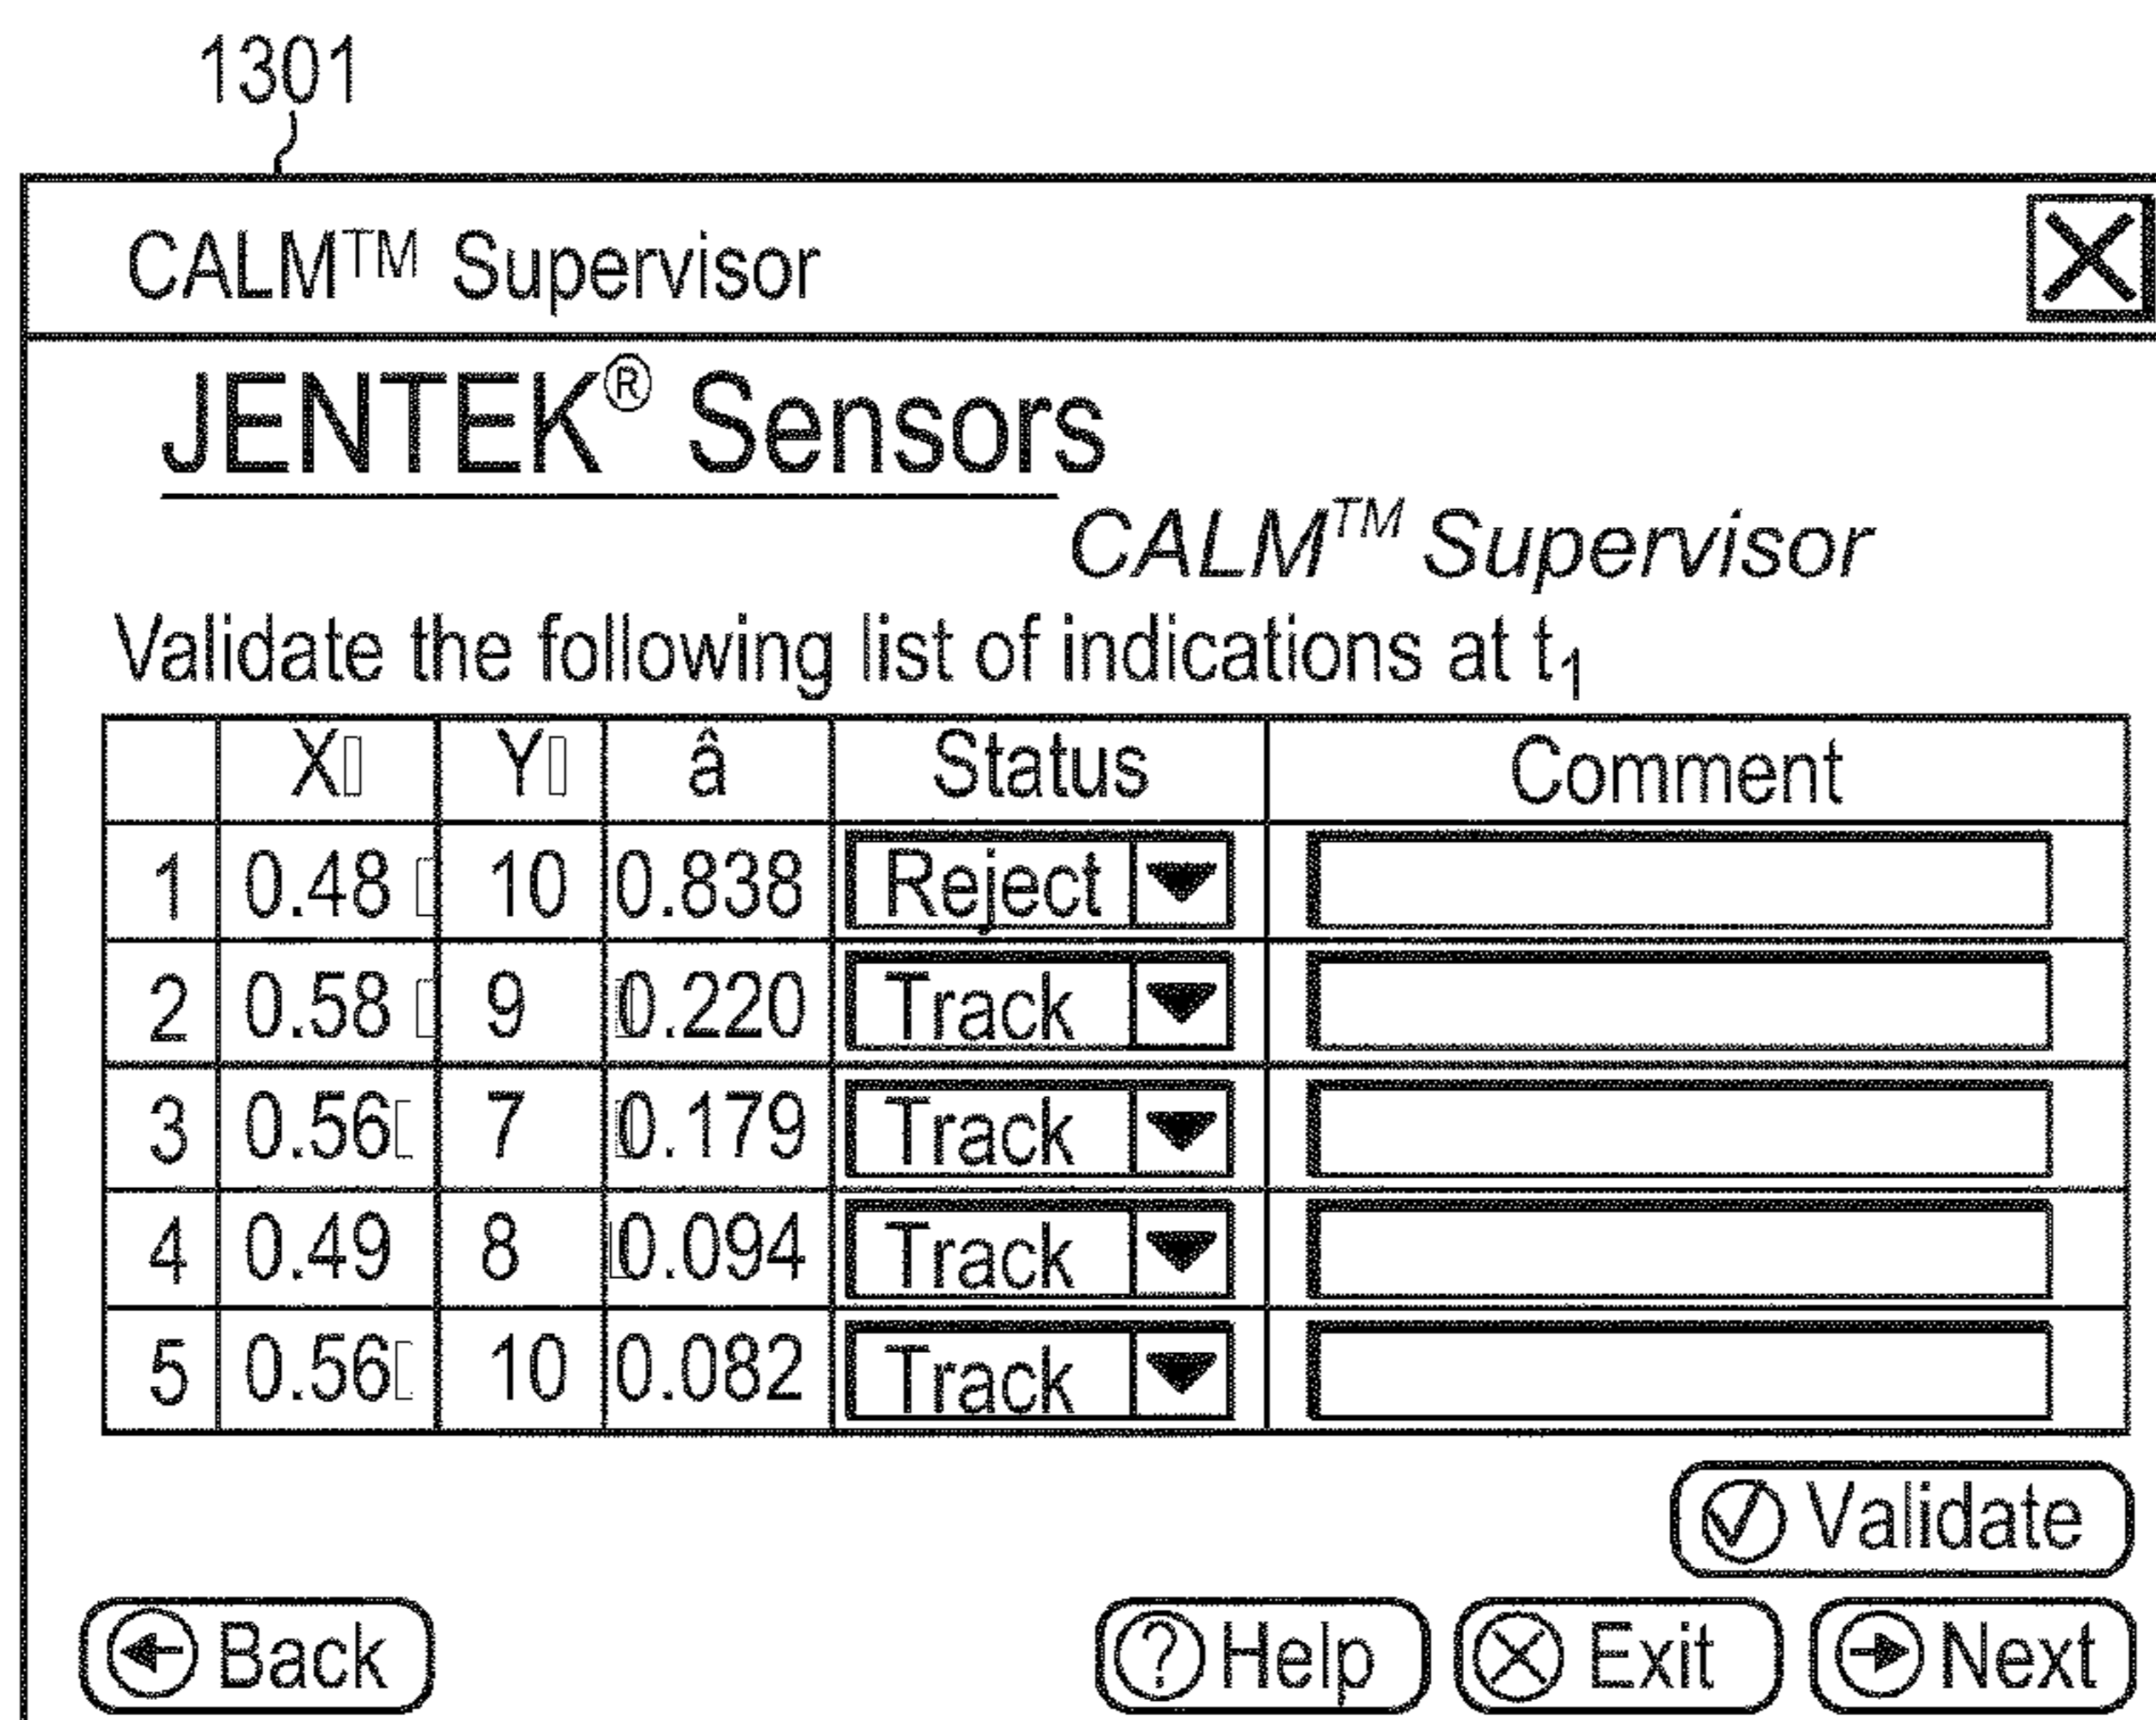 1301
CALM™ Supervisor
JENTEK® Sensors
CALM™ Supervisor
Validate the following list of indications at t₁
X Y â Status Comment
1 0.48 10 0.838 Reject
2 0.58 9 0.220 Track
3 0.56 7 0.179 Track
4 0.49 8 0.094 Track
5 0.56 10 0.082 Track
Validate
Back Help Exit Next